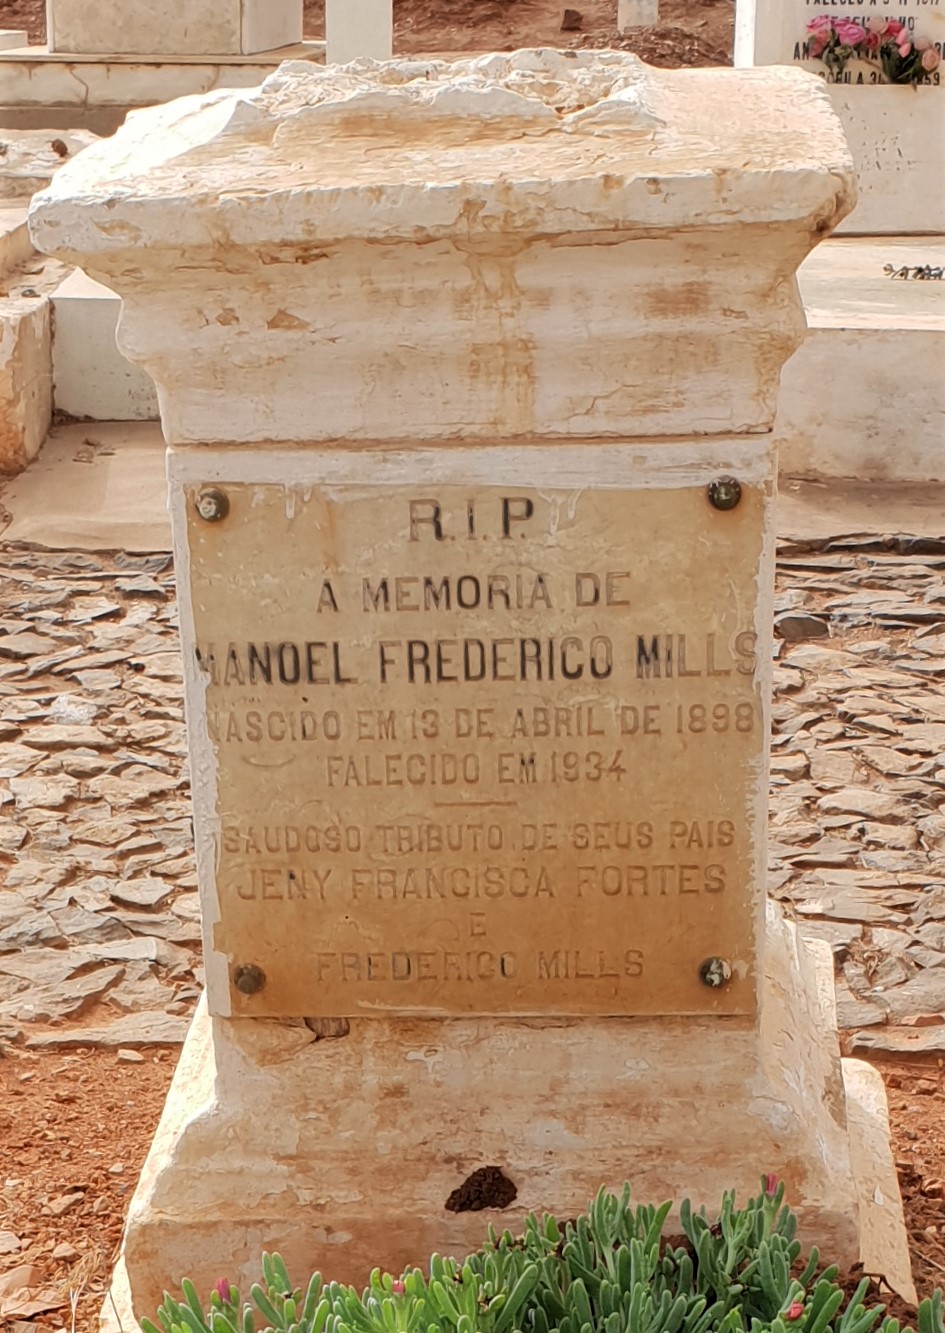 R.I.P.
A MEMORIA DE
MANOEL FREDERICO MILLS
NASCIDO EM 13 DE ABRIL DE 1898
FALECIDO EM 1934
SAUDOSO TRIBUTO DE SEUS PAIS
JENY FRANCISCA FORTES
E
FREDERICO MILLS